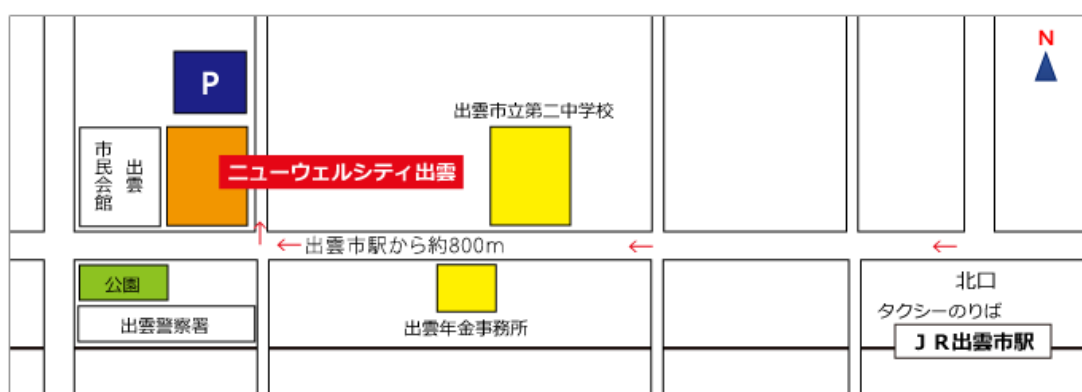 N
P
出雲市立第二中学校
出雲
市民会館
ニューウェルシティ出雲
←出雲市駅から約800m
公園
北口
タクシーのりば
出雲警察署
出雲年金事務所
ＪＲ出雲市駅